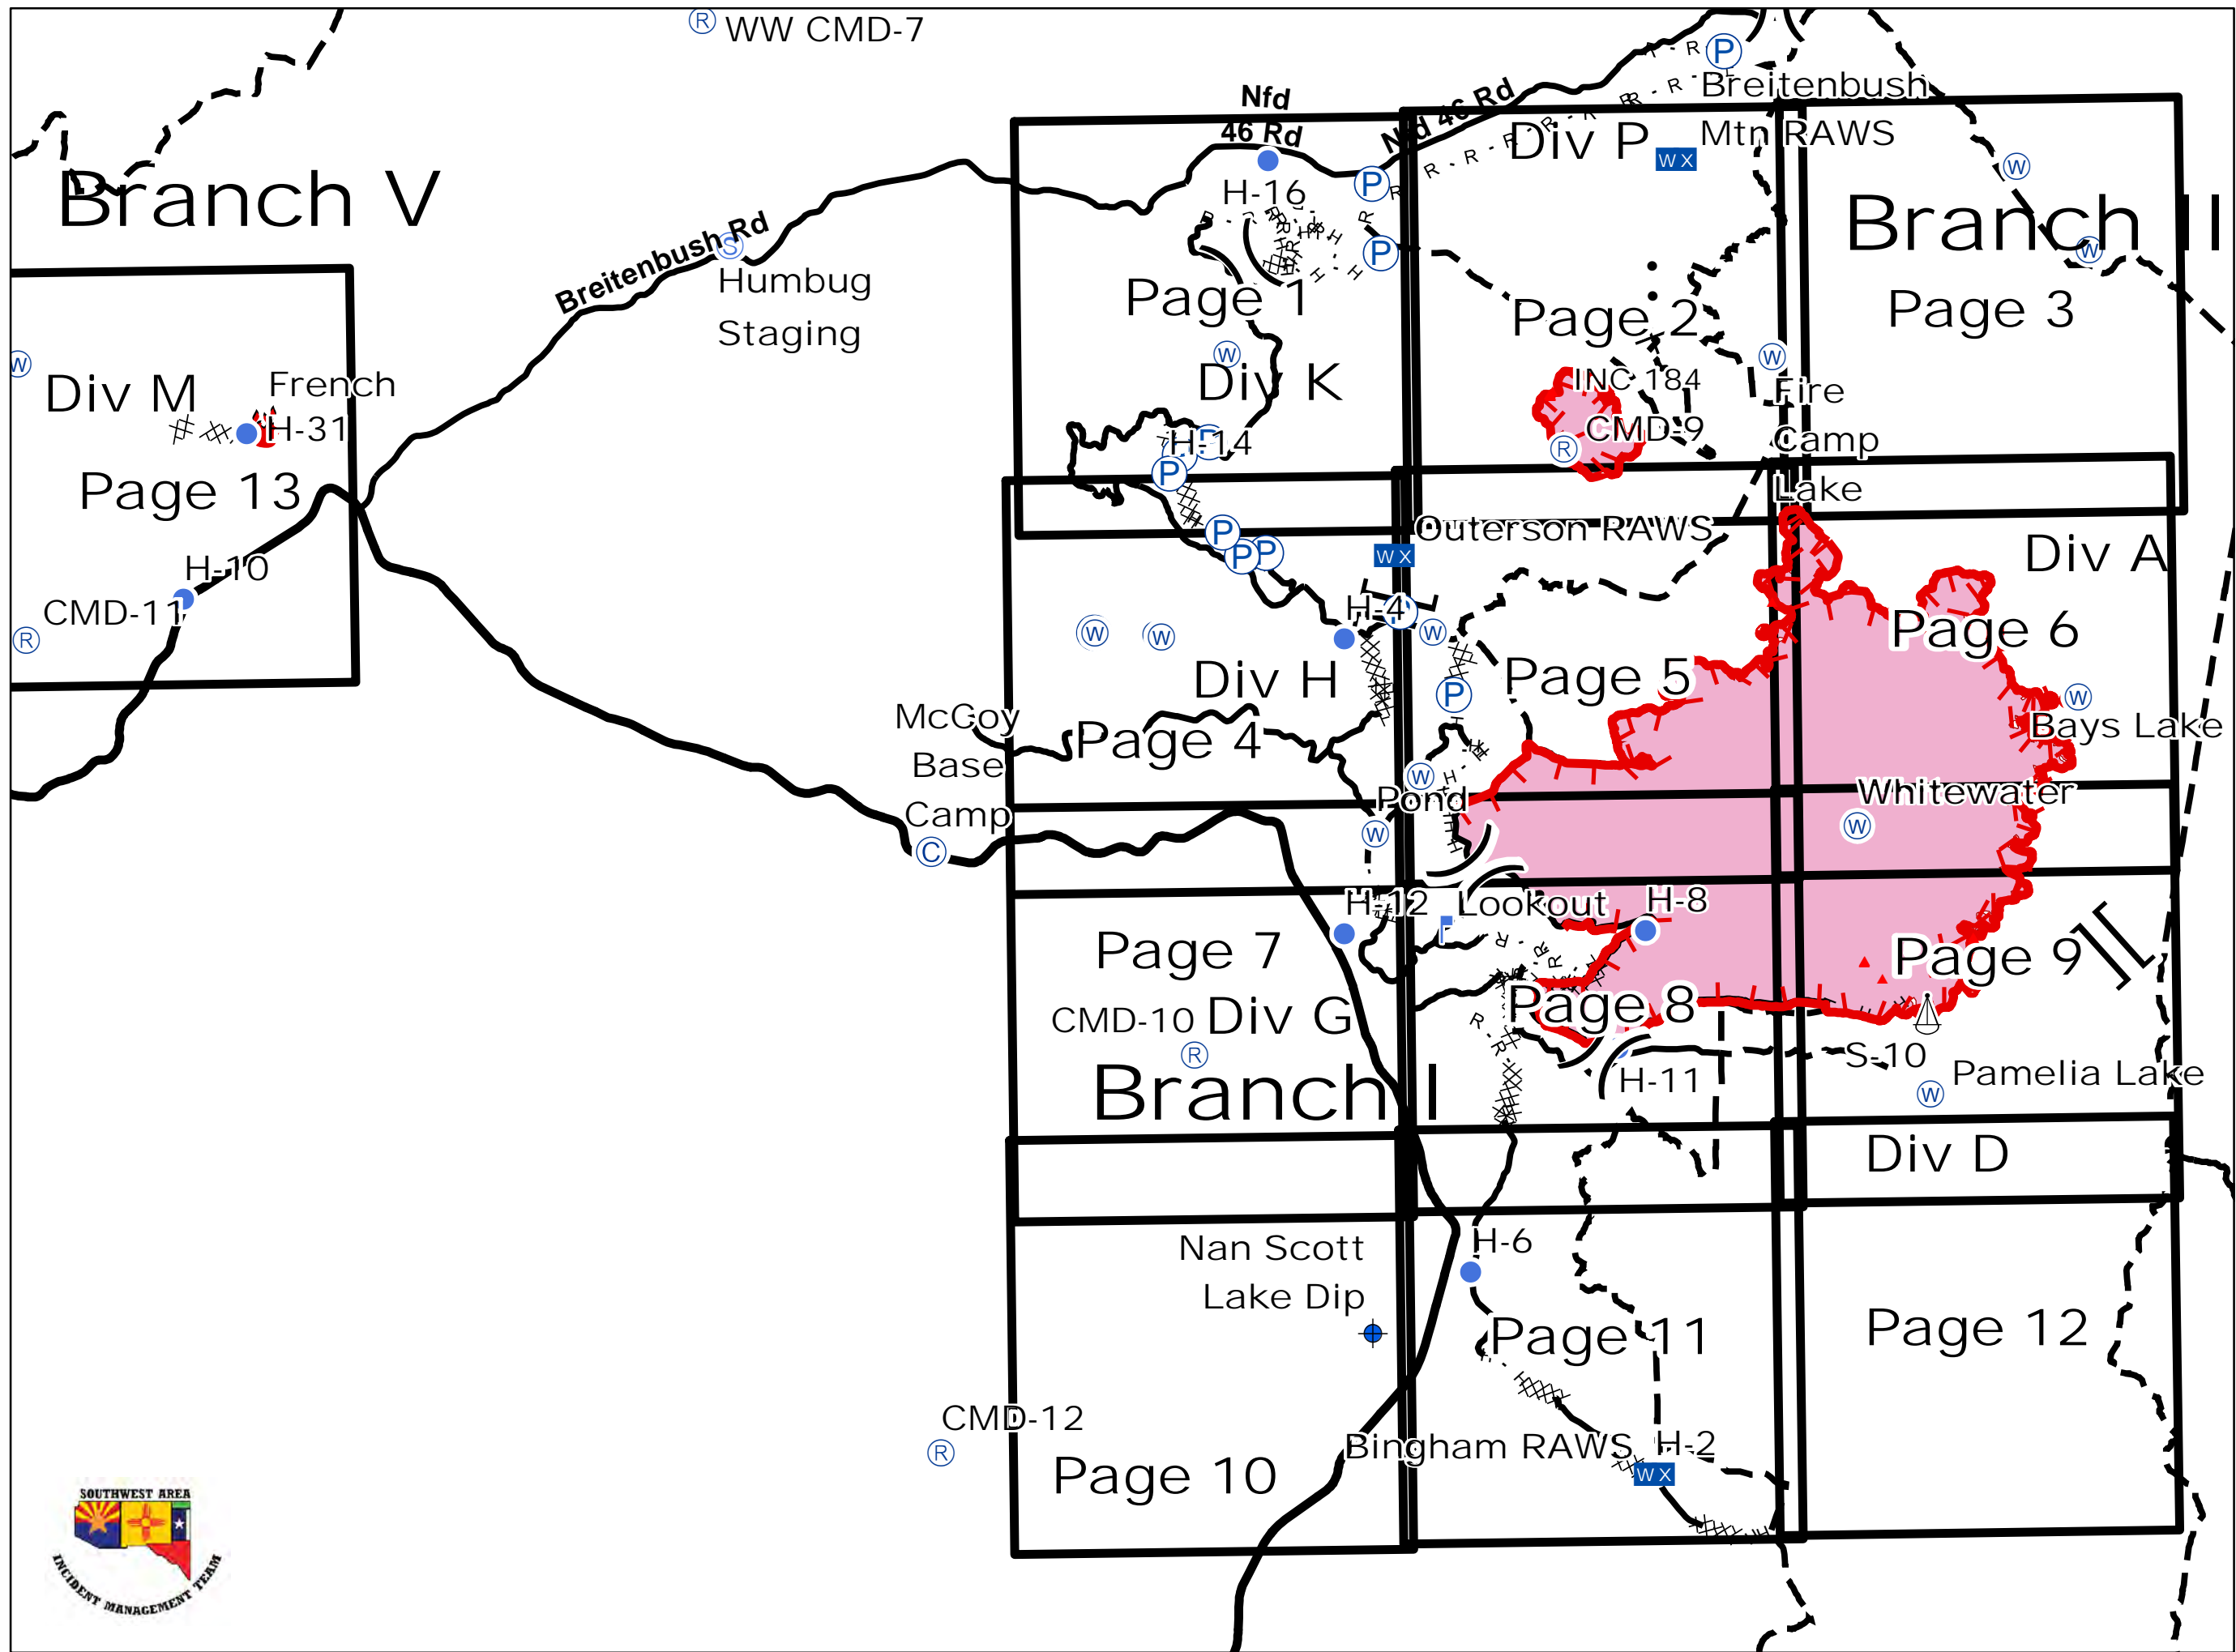 WW CMD-7
Breitenbush
Mtn RAWS
Nfd
46 Rd
Nfd 46 Rd
Div P
WX
H-16
Branch V
Branch II
Breitenbush Rd
S
Humbug
Staging
Page 1
Page 2
Page 3
Div K
INC 184
CMD-9
Fire
Camp
Lake
Div M
French
H-31
Page 13
H-14
H-10
CMD-11
Outerson RAWS
WX
Div A
H-4
Page 6
Div H
Page 5
McCoy
Base
Camp
C
Page 4
Bays Lake
Pond
Whitewater
H-12
Lookout
H-8
Page 7
Page 9
CMD-10
Div G
Page 8
Branch I
S-10
H-11
Pamelia Lake
Div D
Nan Scott
Lake Dip
H-6
Page 11
Page 12
CMD-12
Bingham RAWS
H-2
WX
Page 10
SOUTHWEST AREA
INCIDENT MANAGEMENT TEAM